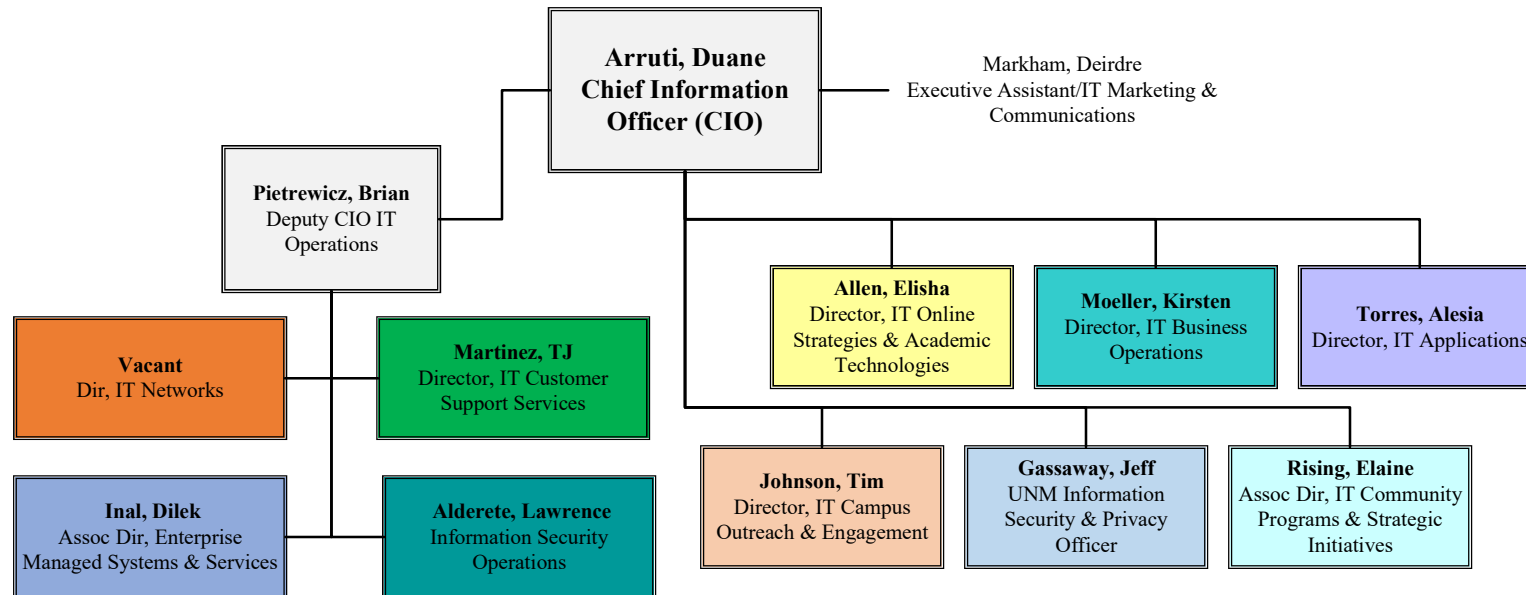 Arruti, Duane
Chief Information
Officer (CIO)
Markham, Deirdre
Executive Assistant/IT Marketing &
Communications
Pietrewicz, Brian
Deputy CIO IT
Operations
Allen, Elisha
Director, IT Online
Strategies & Academic
Technologies
Moeller, Kirsten
Director, IT Business
Operations
Torres, Alesia
Director, IT Applications
Vacant
Dir, IT Networks
Martinez, TJ
Director, IT Customer
Support Services
Johnson, Tim
Director, IT Campus
Outreach & Engagement
Gassaway, Jeff
UNM Information
Security & Privacy
Officer
Rising, Elaine
Assoc Dir, IT Community
Programs & Strategic
Initiatives
Inal, Dilek
Assoc Dir, Enterprise
Managed Systems & Services
Alderete, Lawrence
Information Security
Operations